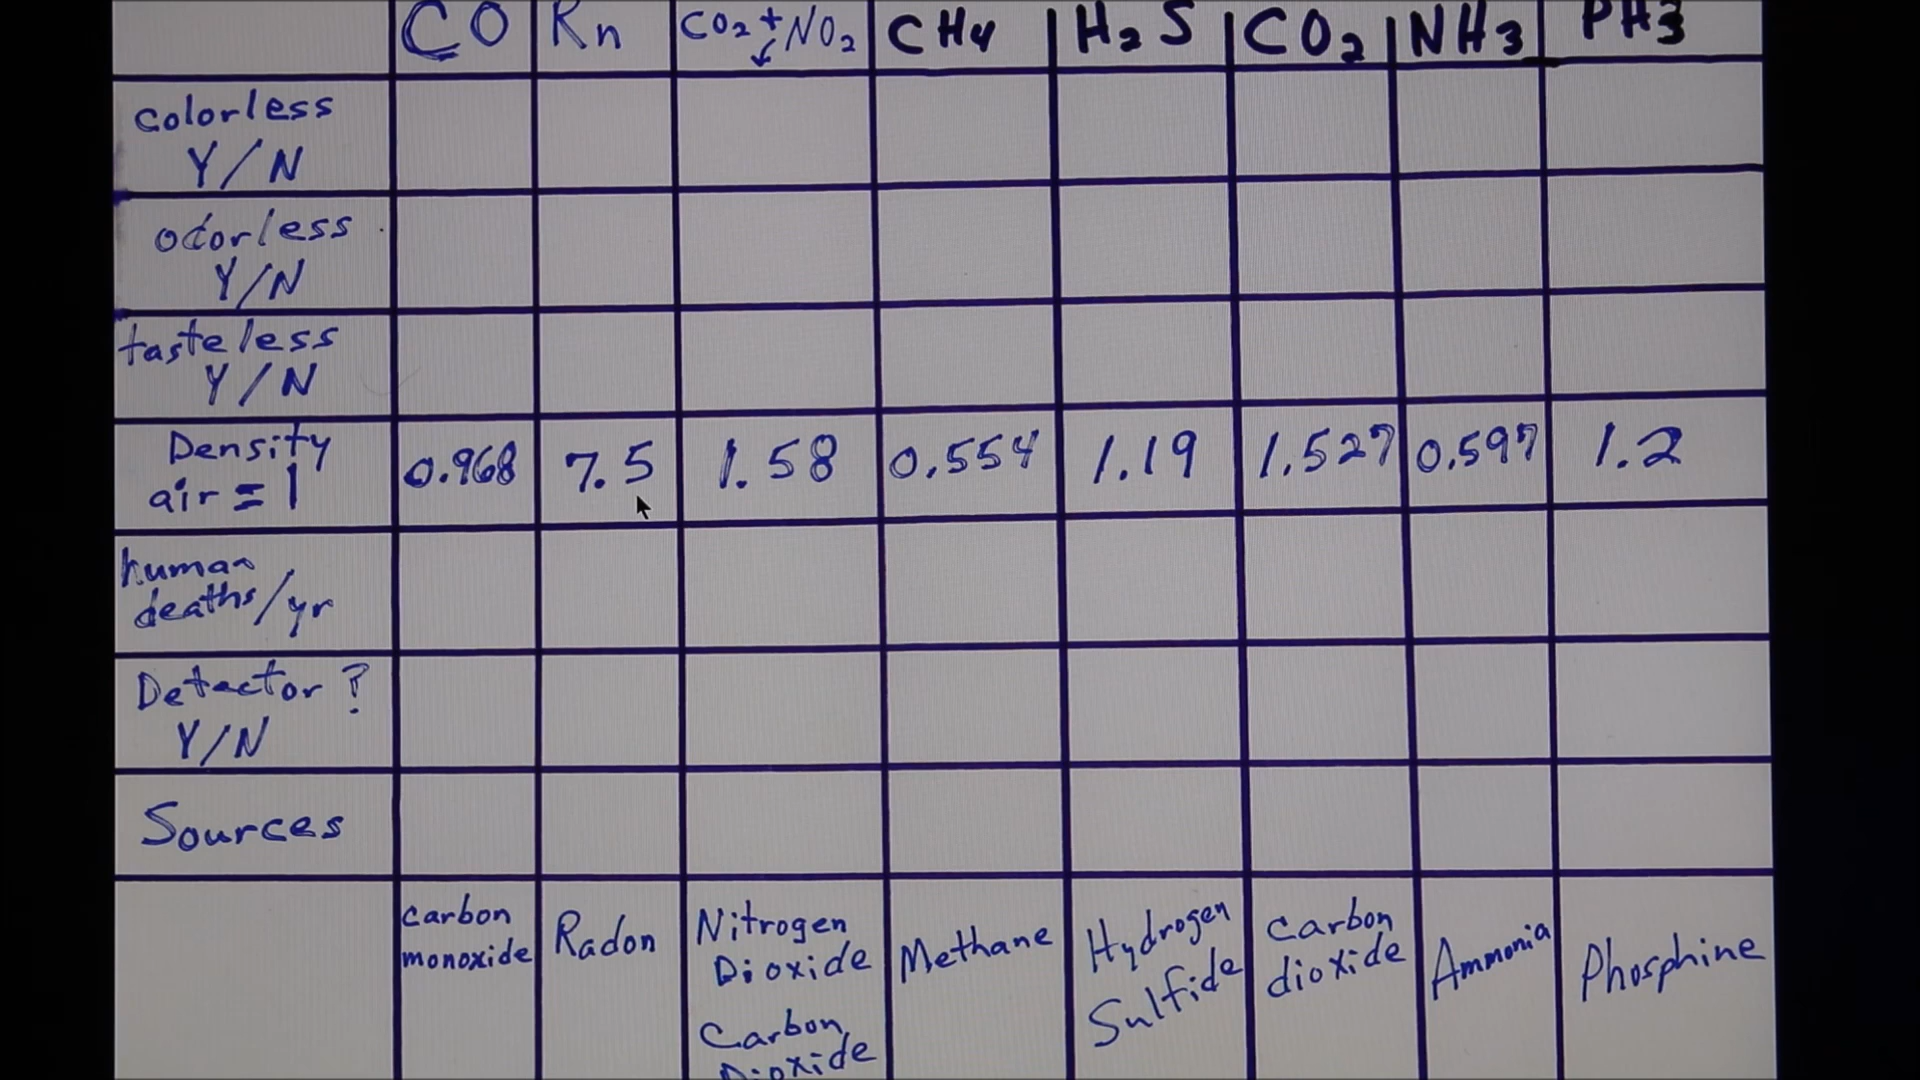 CO Rn CO2 + NO2 CH4 H2S CO2 NH3 PH3
colorless
Y/N
odorless
Y/N
tasteless
Y/N
Density
air = 1
0.968 7.5 1.58 0.554 1.19 1.527 0.597 1.2
human
deaths/yr
Detector?
Y/N
Sources
carbon
monoxide
Radon
Nitrogen
Dioxide
Carbon
Dioxide
Methane
Hydrogen
Sulfide
Carbon
dioxide
Ammonia
Phosphine